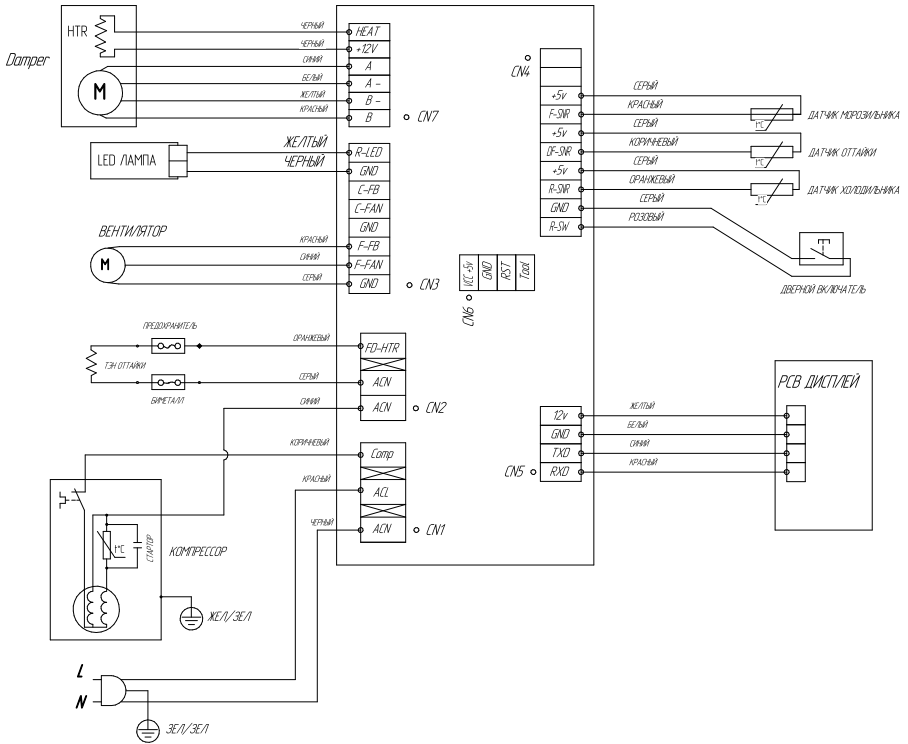 Damper
HTR
M
ЧЕРНЫЙ
HEAT
ЧЕРНЫЙ
+12V
СИНИЙ
A
БЕЛЫЙ
A -
ЖЕЛТЫЙ
B -
КРАСНЫЙ
B
CN7
LED ЛАМПА
ЖЕЛТЫЙ
R-LED
ЧЕРНЫЙ
GND
C-FB
C-FAN
GND
ВЕНТИЛЯТОР
M
КРАСНЫЙ
F-FB
СИНИЙ
F-FAN
СЕРЫЙ
GND
CN3
ПРЕДОХРАНИТЕЛЬ
ТЭН ОТТАЙКИ
БИМЕТАЛЛ
ОРАНЖЕВЫЙ
FD-HTR
СЕРЫЙ
ACN
СИНИЙ
ACN
CN2
КОРИЧНЕВЫЙ
Comp
КРАСНЫЙ
ACL
ЧЕРНЫЙ
ACN
CN1
t°C
СТАРТОР
КОМПРЕССОР
ЖЕЛ/ЗЕЛ
L
N
ЗЕЛ/ЗЕЛ
CN4
+5v
СЕРЫЙ
F-SNR
КРАСНЫЙ
t°C
ДАТЧИК МОРОЗИЛЬНИКА
+5v
СЕРЫЙ
DF-SNR
КОРИЧНЕВЫЙ
t°C
ДАТЧИК ОТТАЙКИ
+5v
СЕРЫЙ
R-SNR
ОРАНЖЕВЫЙ
t°C
ДАТЧИК ХОЛОДИЛЬНИКА
GND
СЕРЫЙ
R-SW
РОЗОВЫЙ
ДВЕРНОЙ ВКЛЮЧАТЕЛЬ
VCC +5v
GND
RST
Tool
CN6
12v
ЖЕЛТЫЙ
GND
БЕЛЫЙ
TXD
СИНИЙ
RXD
КРАСНЫЙ
CN5
PCB ДИСПЛЕЙ